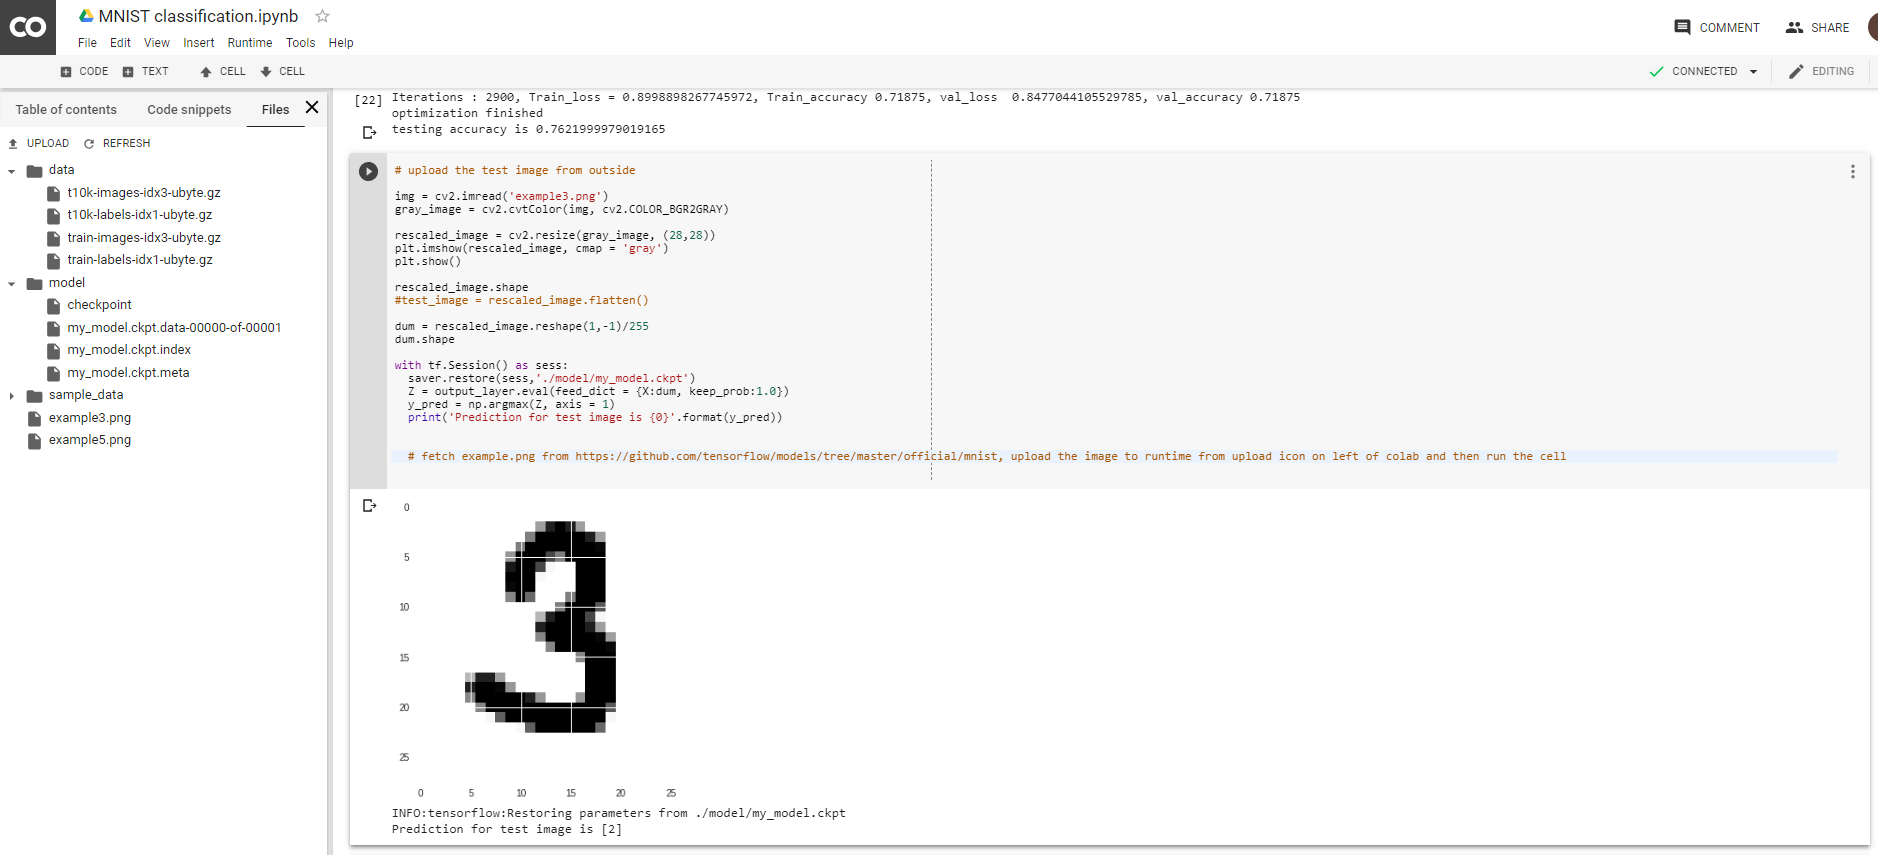 CO
MNIST classification.ipynb
File Edit View Insert Runtime Tools Help
COMMENT SHARE
CODE TEXT CELL CELL
CONNECTED EDITING
Table of contents Code snippets Files
UPLOAD REFRESH
data
t10k-images-idx3-ubyte.gz
t10k-labels-idx1-ubyte.gz
train-images-idx3-ubyte.gz
train-labels-idx1-ubyte.gz
model
checkpoint
my_model.ckpt.data-00000-of-00001
my_model.ckpt.index
my_model.ckpt.meta
sample_data
example3.png
example5.png
[22] Iterations : 2900, Train_loss = 0.8998898267745972, Train_accuracy 0.71875, val_loss  0.8477044105529785, val_accuracy 0.71875
optimization finished
testing accuracy is 0.7621999979019165
# upload the test image from outside
img = cv2.imread('example3.png')
gray_image = cv2.cvtColor(img, cv2.COLOR_BGR2GRAY)
rescaled_image = cv2.resize(gray_image, (28,28))
plt.imshow(rescaled_image, cmap = 'gray')
plt.show()
rescaled_image.shape
#test_image = rescaled_image.flatten()
dum = rescaled_image.reshape(1,-1)/255
dum.shape
with tf.Session() as sess:
  saver.restore(sess,'./model/my_model.ckpt')
  Z = output_layer.eval(feed_dict = {X:dum, keep_prob:1.0})
  y_pred = np.argmax(Z, axis = 1)
  print('Prediction for test image is {0}'.format(y_pred))
  # fetch example.png from https://github.com/tensorflow/models/tree/master/official/mnist, upload the image to runtime from upload icon on left of colab and then run the cell
0
5
10
15
20
25
3
0 5 10 15 20 25
INFO:tensorflow:Restoring parameters from ./model/my_model.ckpt
Prediction for test image is [2]